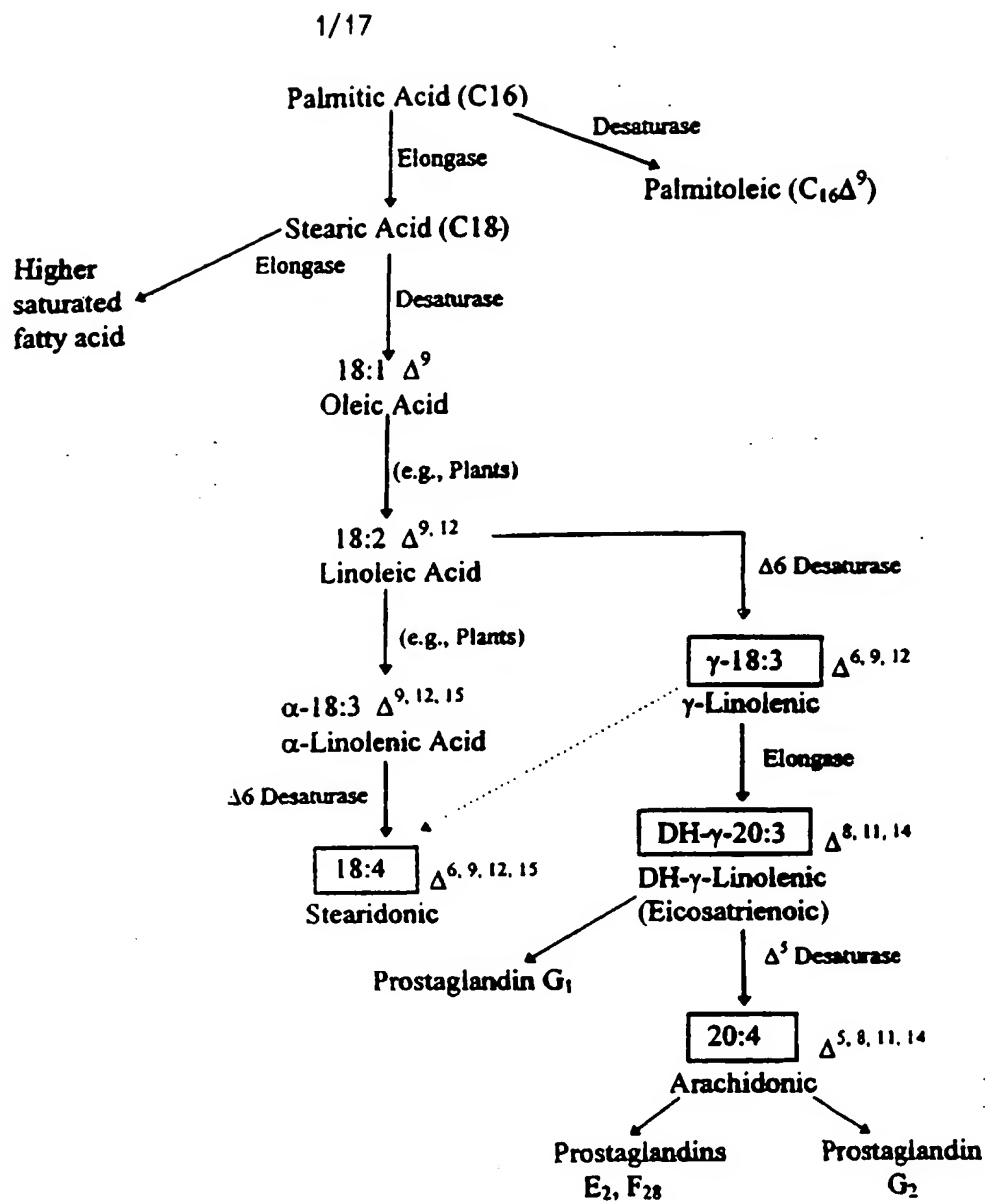 1/17
Palmitic Acid (C16)
Desaturase
Elongase
Palmitoleic (C₁₆Δ⁹)
Stearic Acid (C18)
Elongase
Higher
saturated
fatty acid
Desaturase
18:1 Δ⁹
Oleic Acid
(e.g., Plants)
18:2 Δ⁹, ¹²
Linoleic Acid
Δ6 Desaturase
(e.g., Plants)
γ-18:3 Δ⁶, ⁹, ¹²
γ-Linolenic
α-18:3 Δ⁹, ¹², ¹⁵
α-Linolenic Acid
Elongase
Δ6 Desaturase
DH-γ-20:3 Δ⁸, ¹¹, ¹⁴
DH-γ-Linolenic
(Eicosatrienoic)
18:4 Δ⁶, ⁹, ¹², ¹⁵
Stearidonic
Δ⁵ Desaturase
Prostaglandin G₁
20:4 Δ⁵, ⁸, ¹¹, ¹⁴
Arachidonic
Prostaglandins
E₂, F₂₈
Prostaglandin
G₂